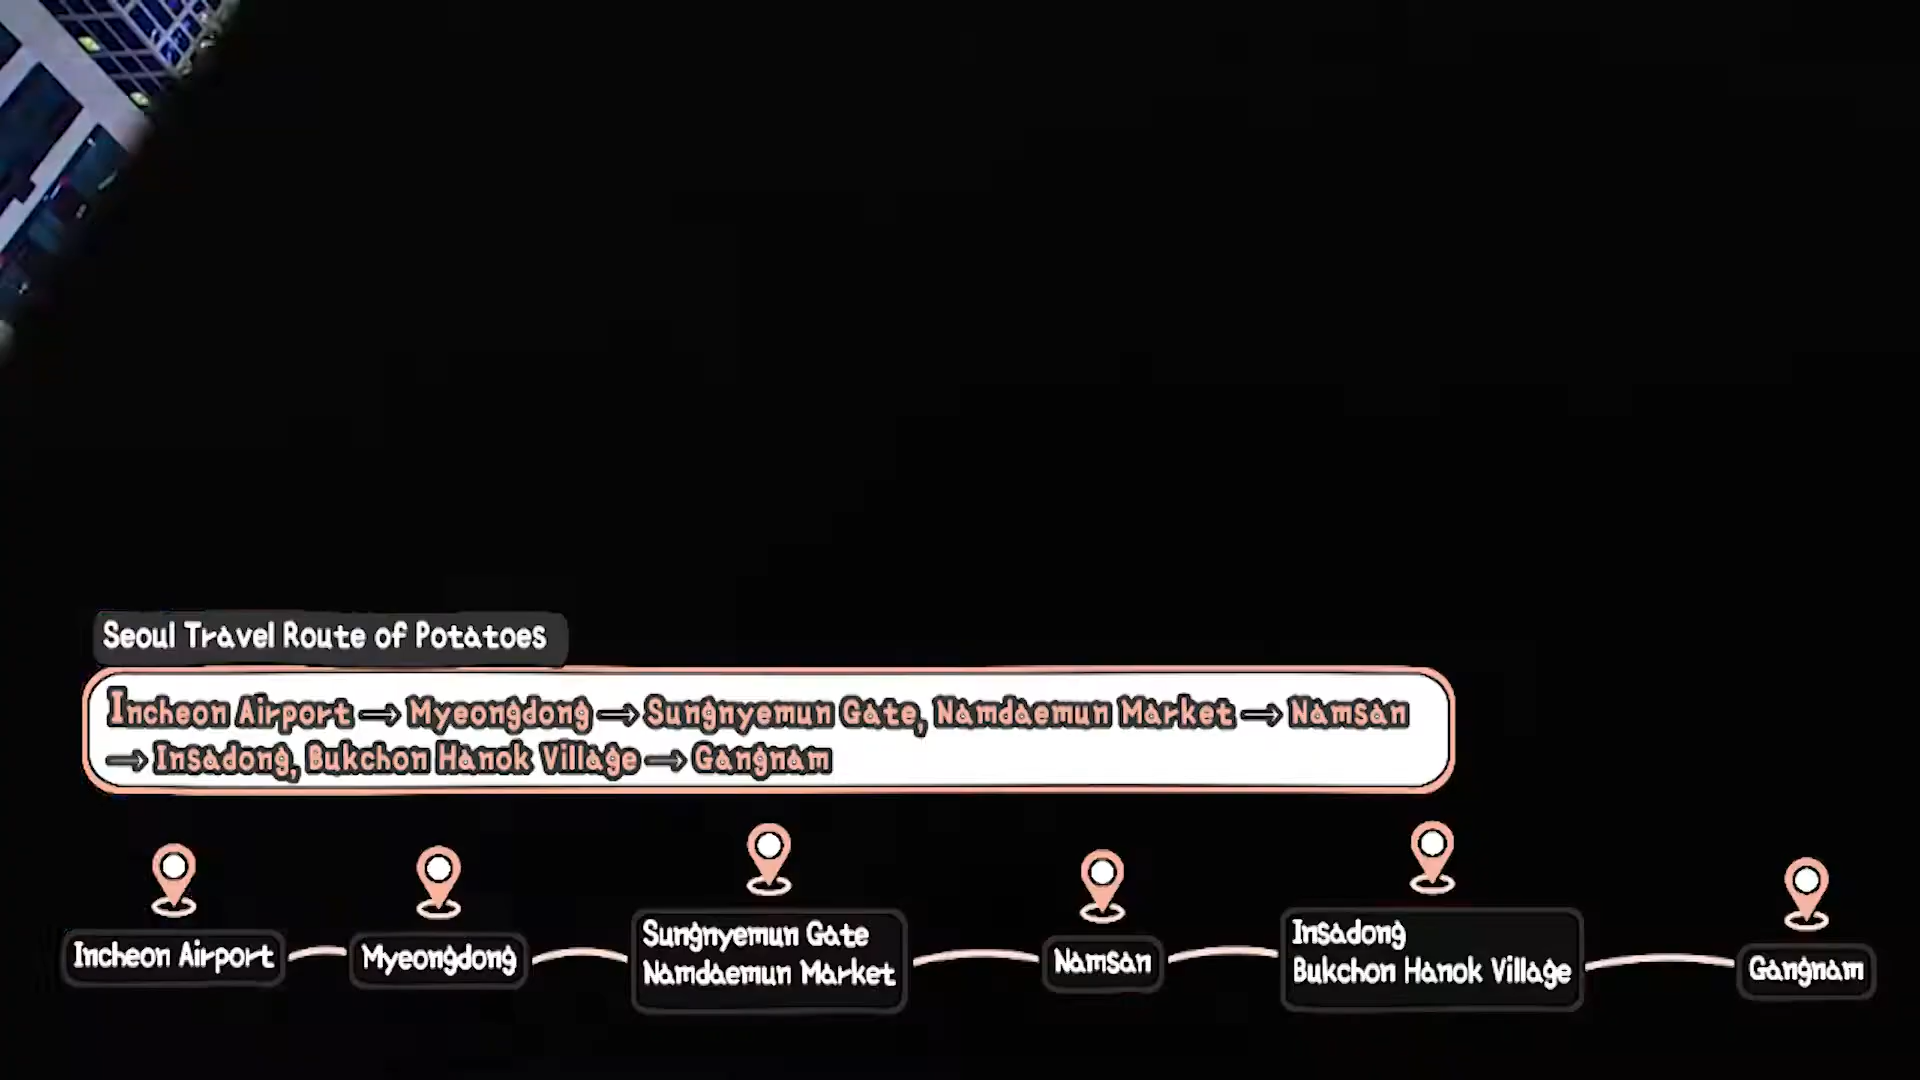 Seoul Travel Route of Potatoes
Incheon Airport → Myeongdong → Sungnyemun Gate, Namdaemun Market → Namsan
→ Insadong, Bukchon Hanok Village → Gangnam
Incheon Airport
Myeongdong
Sungnyemun Gate
Namdaemun Market
Namsan
Insadong
Bukchon Hanok Village
Gangnam